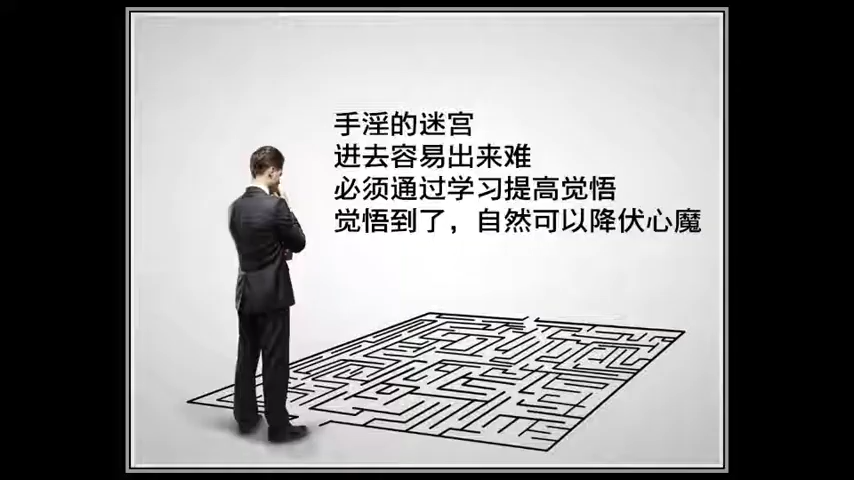 手淫的迷宫
进去容易出来难
必须通过学习提高觉悟
觉悟到了，自然可以降伏心魔